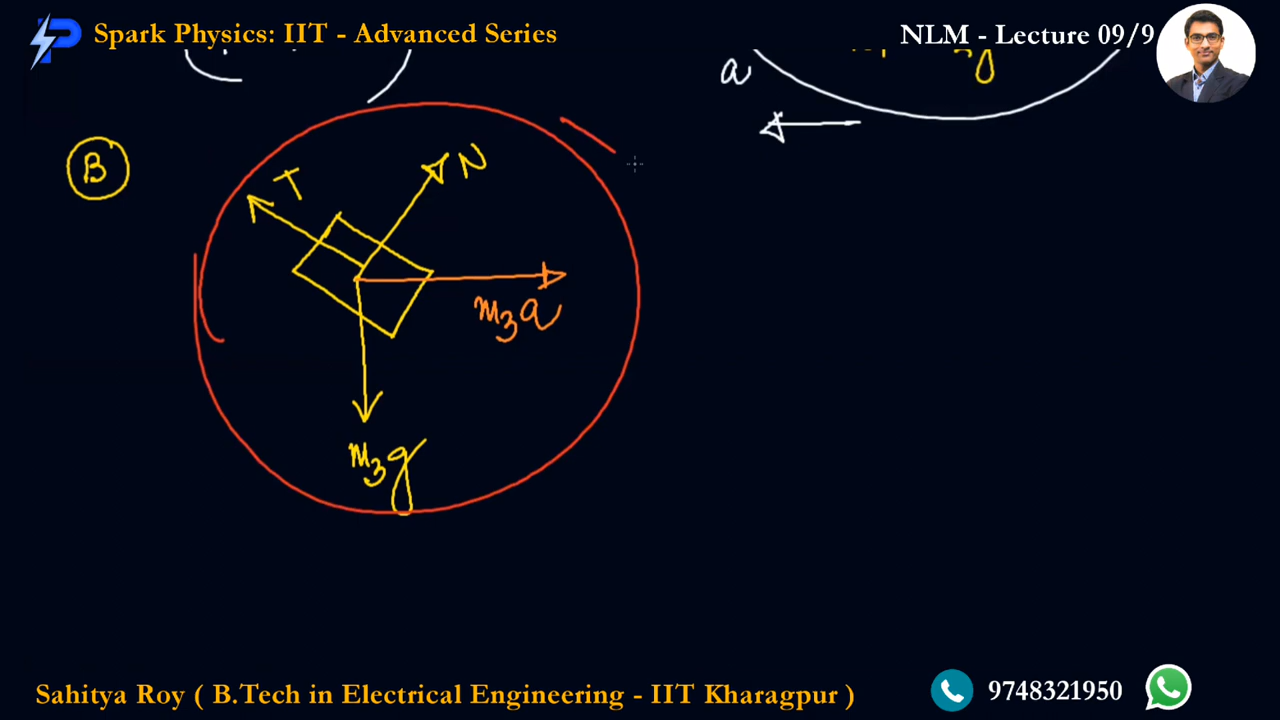 Spark Physics: IIT - Advanced Series
NLM - Lecture 09/9
a
B
T
N
m₃a
m₃g
Sahitya Roy ( B.Tech in Electrical Engineering - IIT Kharagpur )
9748321950